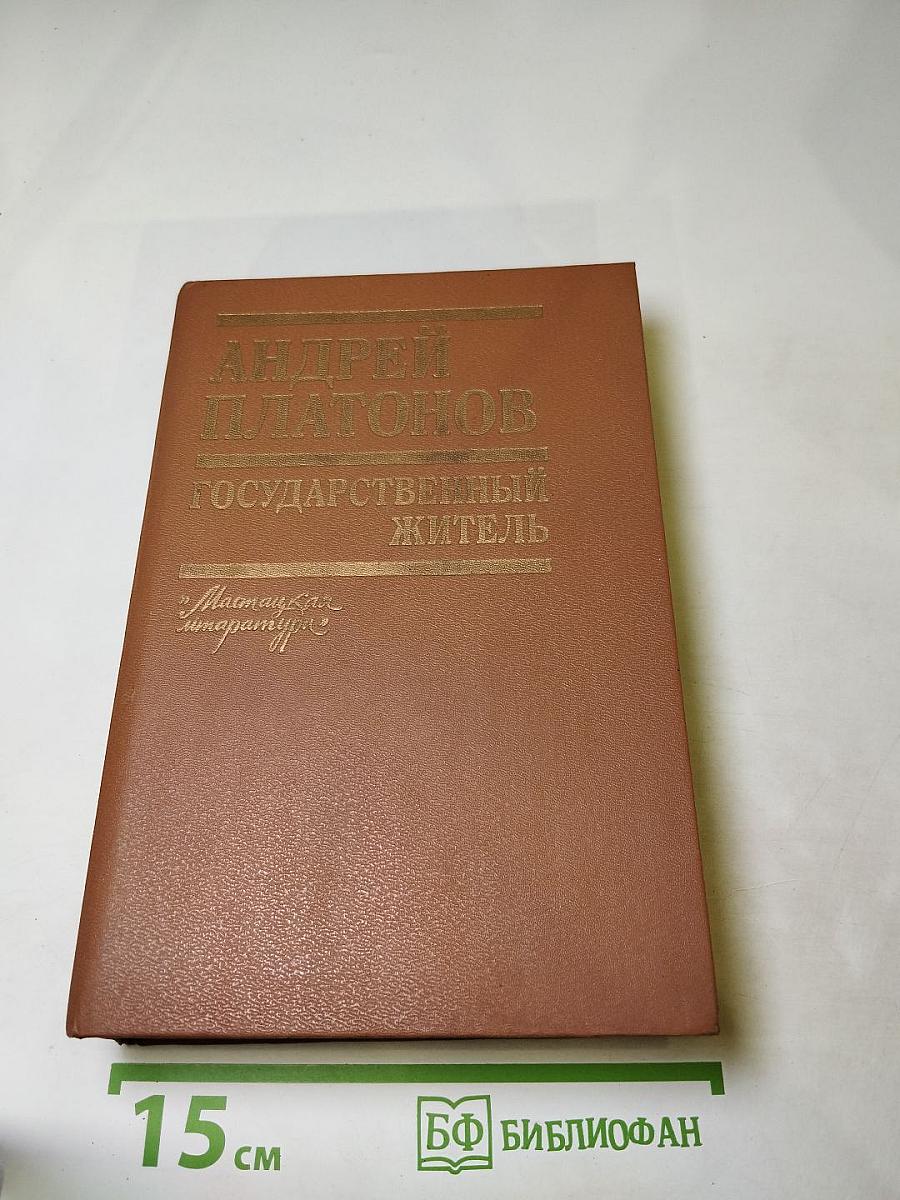 АНДРЕЙ
ПЛАТОНОВ
ГОСУДАРСТВЕННЫЙ
ЖИТЕЛЬ
„Мастацкая
літаратура"
15 см
БФ БИБЛИОФАН